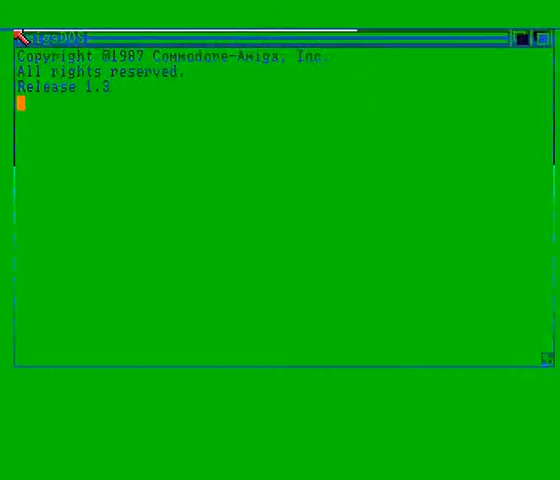 AmigaDOS
Copyright ©1987 Commodore-Amiga, Inc.
All rights reserved.
Release 1.3